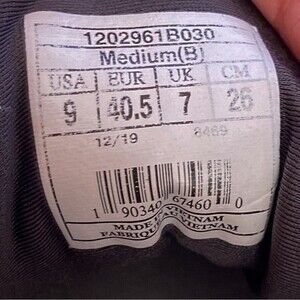 1202961B030
Medium(B)
USA EUR UK CM
9 40.5 7 26
12/19 8469
1 90340 67460 0
MADE IN VIETNAM
FABRIQUÉ AU VIETNAM